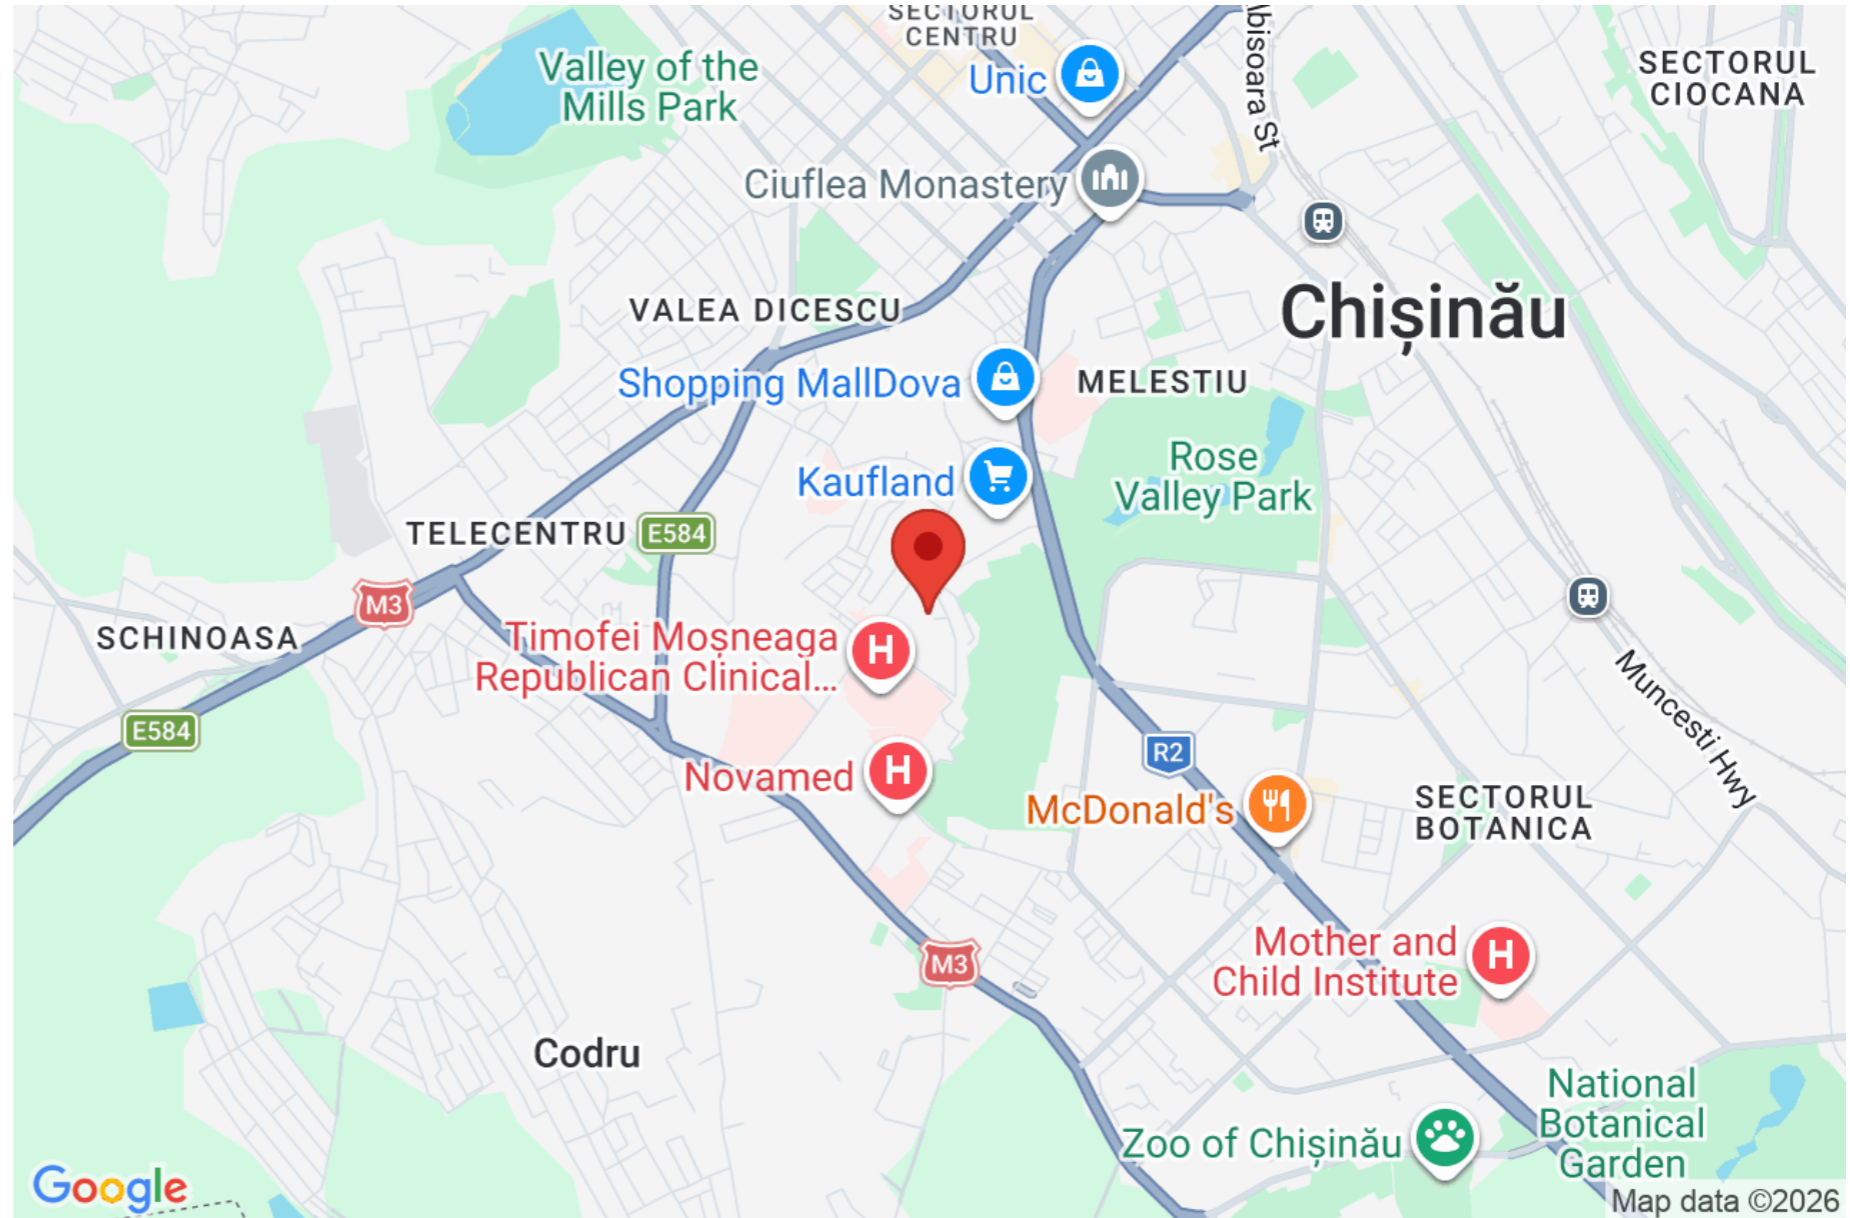 SECTORUL
CENTRU
Valley of the
Mills Park
Unic
Abisoara St
SECTORUL
CIOCANA
Ciuflea Monastery
VALEA DICESCU
Chișinău
Shopping MallDova
MELESTIU
Kaufland
Rose
Valley Park
TELECENTRU
E584
M3
SCHINOASA
Timofei Moșneaga
Republican Clinical...
E584
Novamed
R2
Muncesti Hwy
McDonald's
SECTORUL
BOTANICA
M3
Mother and
Child Institute
Codru
National
Botanical
Garden
Zoo of Chișinău
Google
Map data ©2026